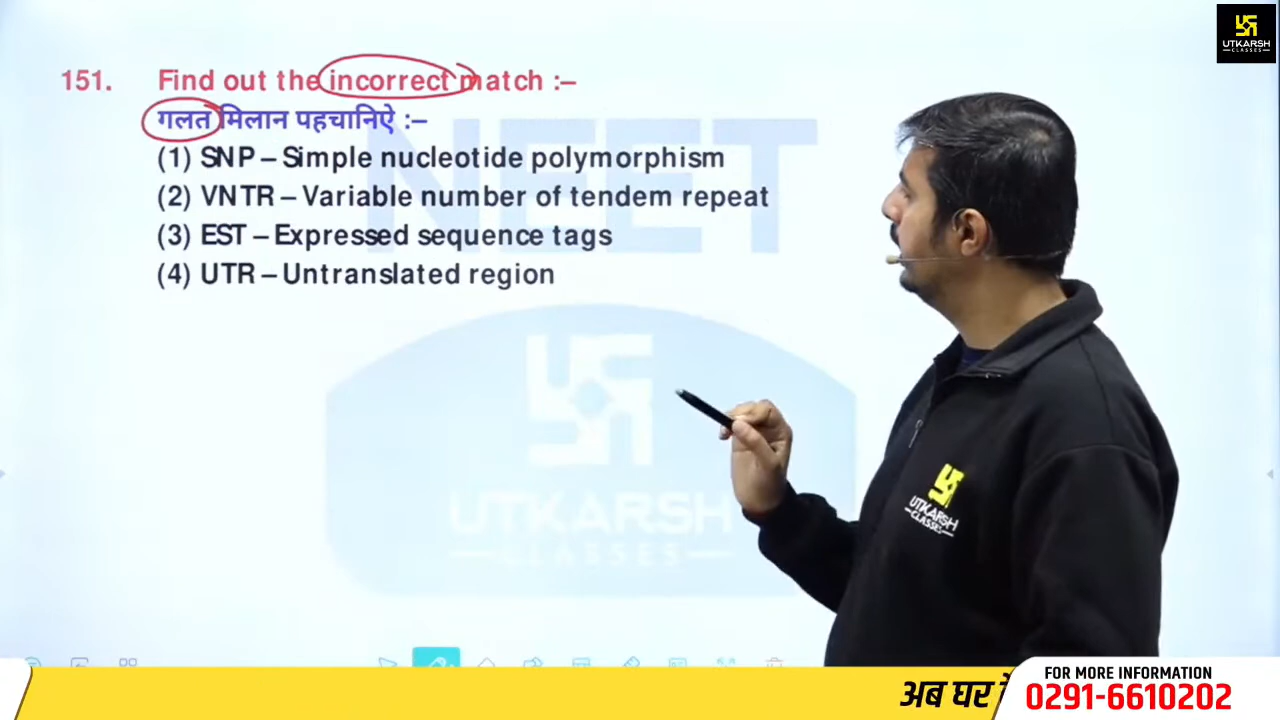 UTKARSH
CLASSES
151. Find out the incorrect match :–
गलत मिलान पहचानिऐ :–
(1) SNP – Simple nucleotide polymorphism
(2) VNTR – Variable number of tendem repeat
(3) EST – Expressed sequence tags
(4) UTR – Untranslated region
NEET
UTKARSH
CLASSES
UTKARSH
CLASSES
अब घर
FOR MORE INFORMATION
0291-6610202